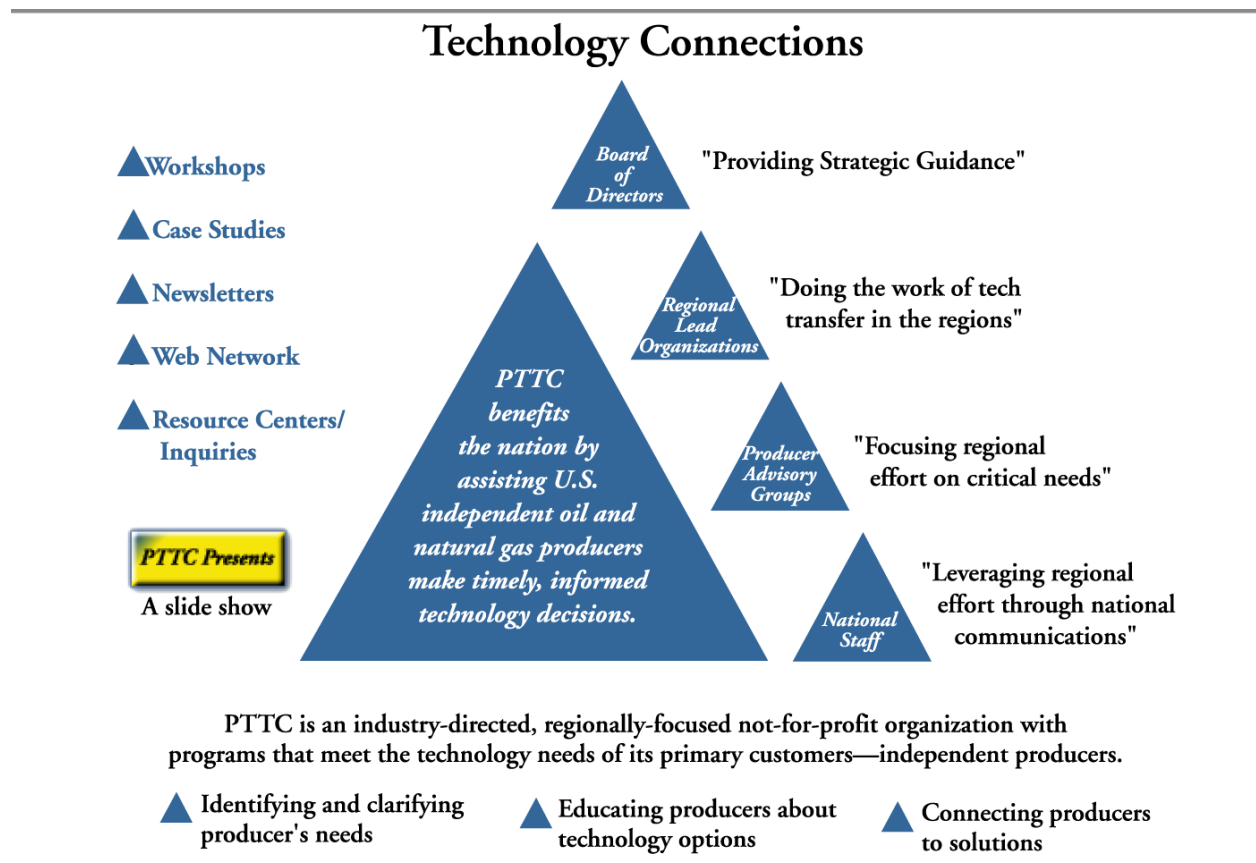 Technology Connections
Workshops
Case Studies
Newsletters
Web Network
Resource Centers/
Inquiries
PTTC Presents
A slide show
Board
of
Directors
"Providing Strategic Guidance"
Regional
Lead
Organizations
"Doing the work of tech
transfer in the regions"
Producer
Advisory
Groups
"Focusing regional
effort on critical needs"
National
Staff
"Leveraging regional
effort through national
communications"
PTTC
benefits
the nation by
assisting U.S.
independent oil and
natural gas producers
make timely, informed
technology decisions.
PTTC is an industry-directed, regionally-focused not-for-profit organization with
programs that meet the technology needs of its primary customers—independent producers.
Identifying and clarifying
producer's needs
Educating producers about
technology options
Connecting producers
to solutions